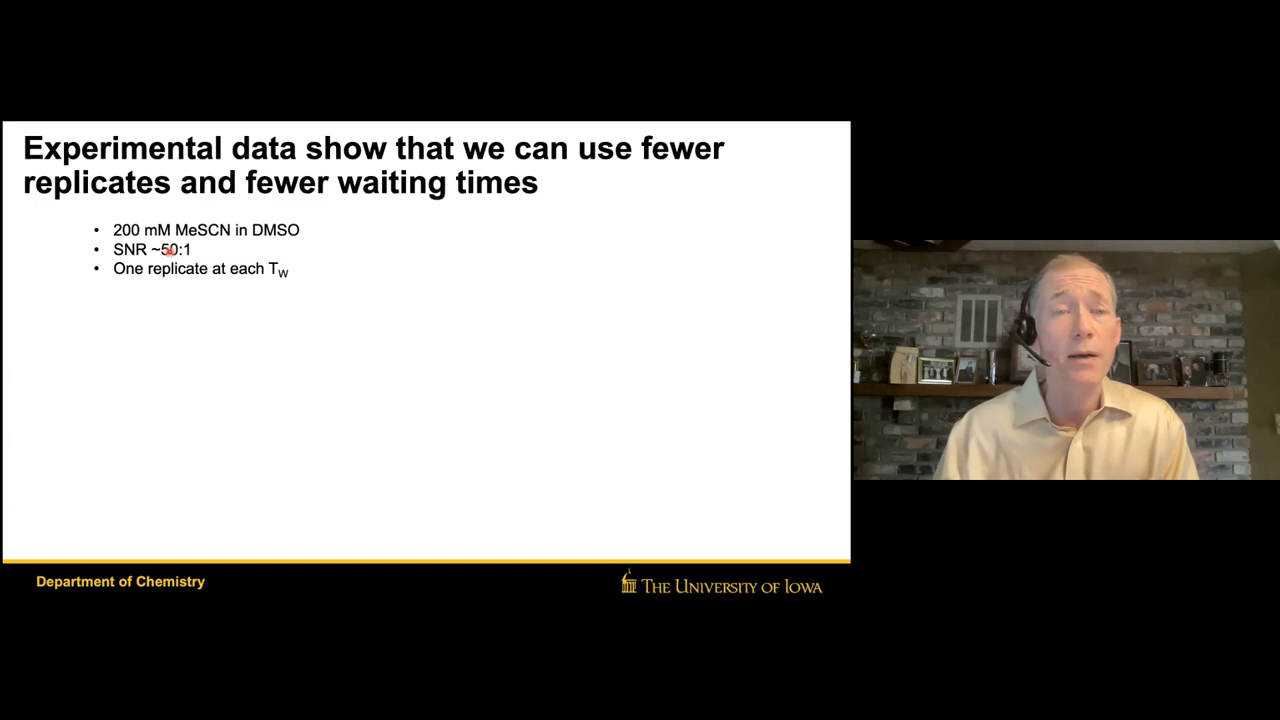 Experimental data show that we can use fewer
replicates and fewer waiting times
• 200 mM MeSCN in DMSO
• SNR ~50:1
• One replicate at each TW
Department of Chemistry
THE UNIVERSITY OF IOWA